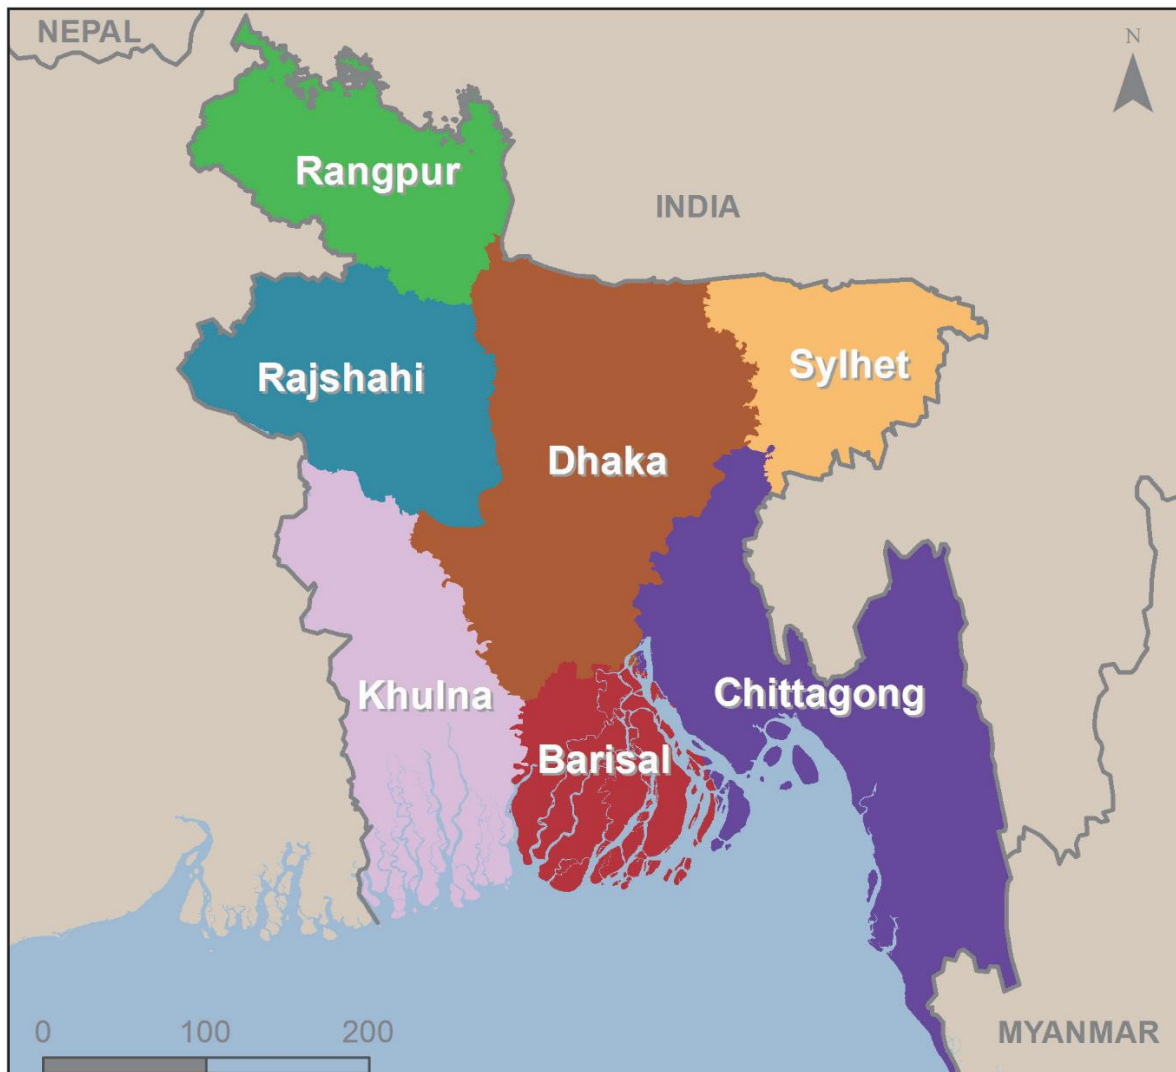 NEPAL
N
Rangpur
INDIA
Rajshahi
Sylhet
Dhaka
Khulna
Chittagong
Barisal
0 100 200
MYANMAR